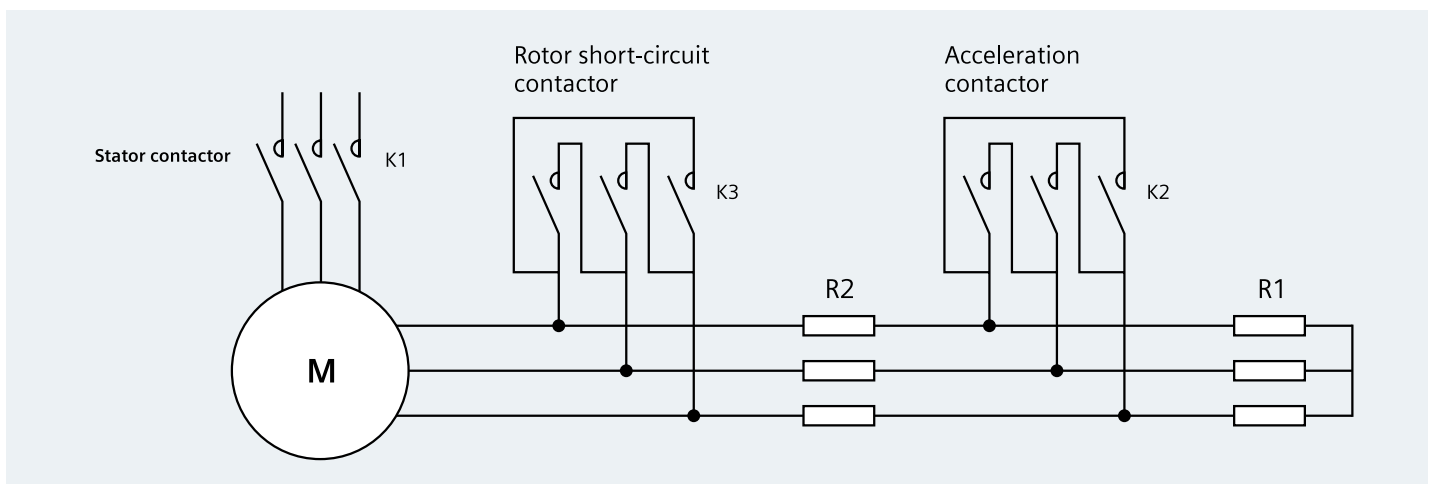 Rotor short-circuit
contactor
Acceleration
contactor
Stator contactor
K1
K3
K2
R2
R1
M